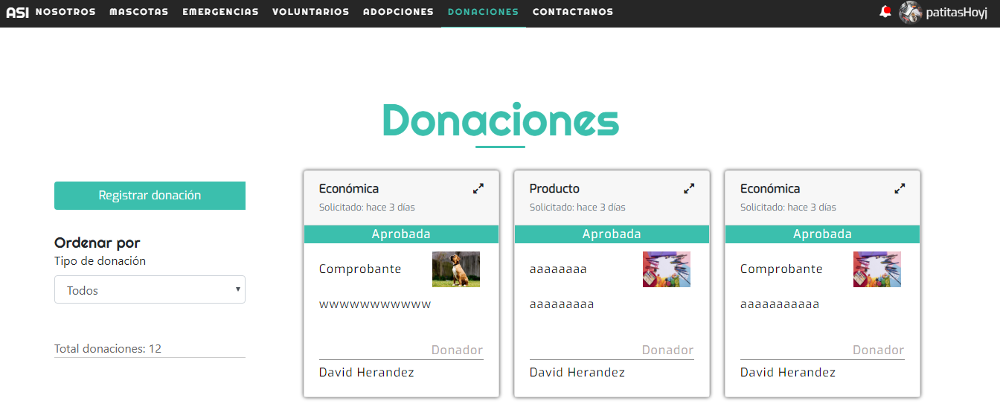 ASI NOSOTROS MASCOTAS EMERGENCIAS VOLUNTARIOS ADOPCIONES DONACIONES CONTACTANOS patitasHoyj
Donaciones
Registrar donación
Ordenar por
Tipo de donación
Todos
Total donaciones: 12
Económica
Solicitado: hace 3 días
Aprobada
Comprobante
wwwwwwwwwww
Donador
David Herandez
Producto
Solicitado: hace 3 días
Aprobada
aaaaaaaa
aaaaaaaaa
Donador
David Herandez
Económica
Solicitado: hace 3 días
Aprobada
Comprobante
aaaaaaaaaaa
Donador
David Herandez